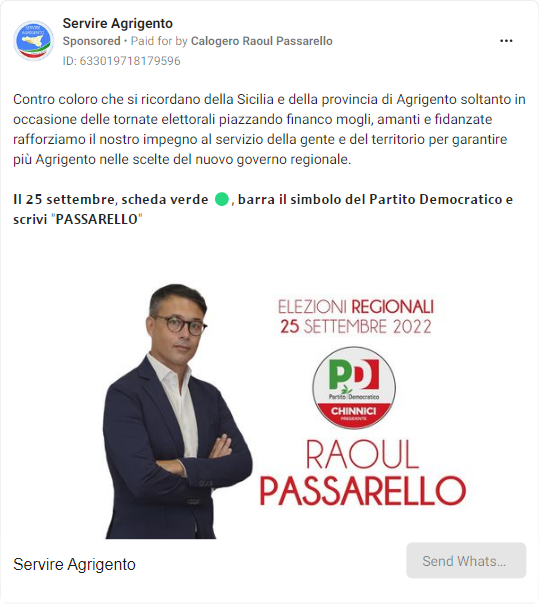 Servire Agrigento
Sponsored • Paid for by Calogero Raoul Passarello
ID: 633019718179596
Contro coloro che si ricordano della Sicilia e della provincia di Agrigento soltanto in
occasione delle tornate elettorali piazzando financo mogli, amanti e fidanzate
rafforziamo il nostro impegno al servizio della gente e del territorio per garantire
più Agrigento nelle scelte del nuovo governo regionale.
Il 25 settembre, scheda verde 🟢, barra il simbolo del Partito Democratico e
scrivi "PASSARELLO"
ELEZIONI REGIONALI
25 SETTEMBRE 2022
PD
Partito Democratico
CHINNICI
PRESIDENTE
RAOUL
PASSARELLO
Servire Agrigento
Send Whats...